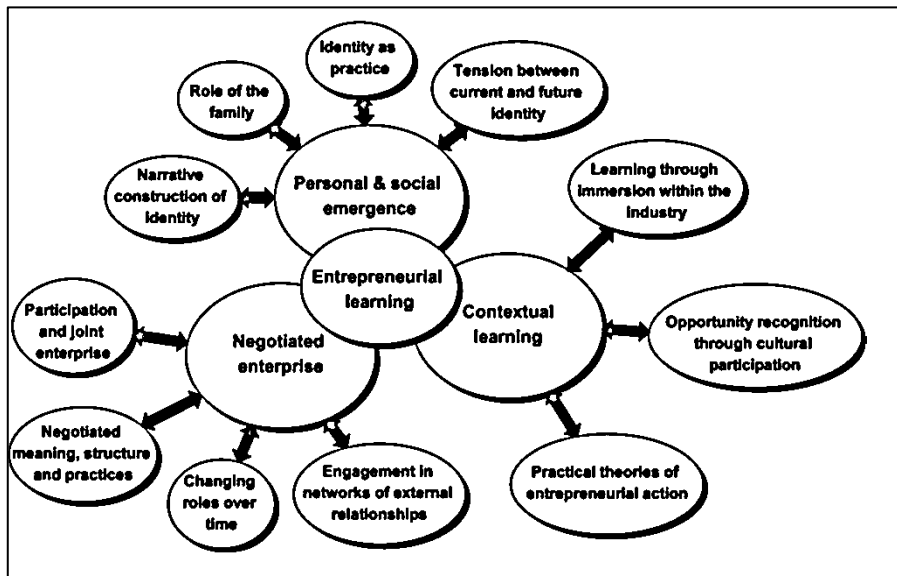 Identity as
practice
Role of the
family
Tension between
current and future
identity
Narrative
construction of
identity
Personal & social
emergence
Learning through
immersion within the
industry
Entrepreneurial
learning
Participation
and joint
enterprise
Negotiated
enterprise
Contextual
learning
Opportunity recognition
through cultural
participation
Negotiated
meaning, structure
and practices
Changing
roles over
time
Engagement in
networks of external
relationships
Practical theories of
entrepreneurial action